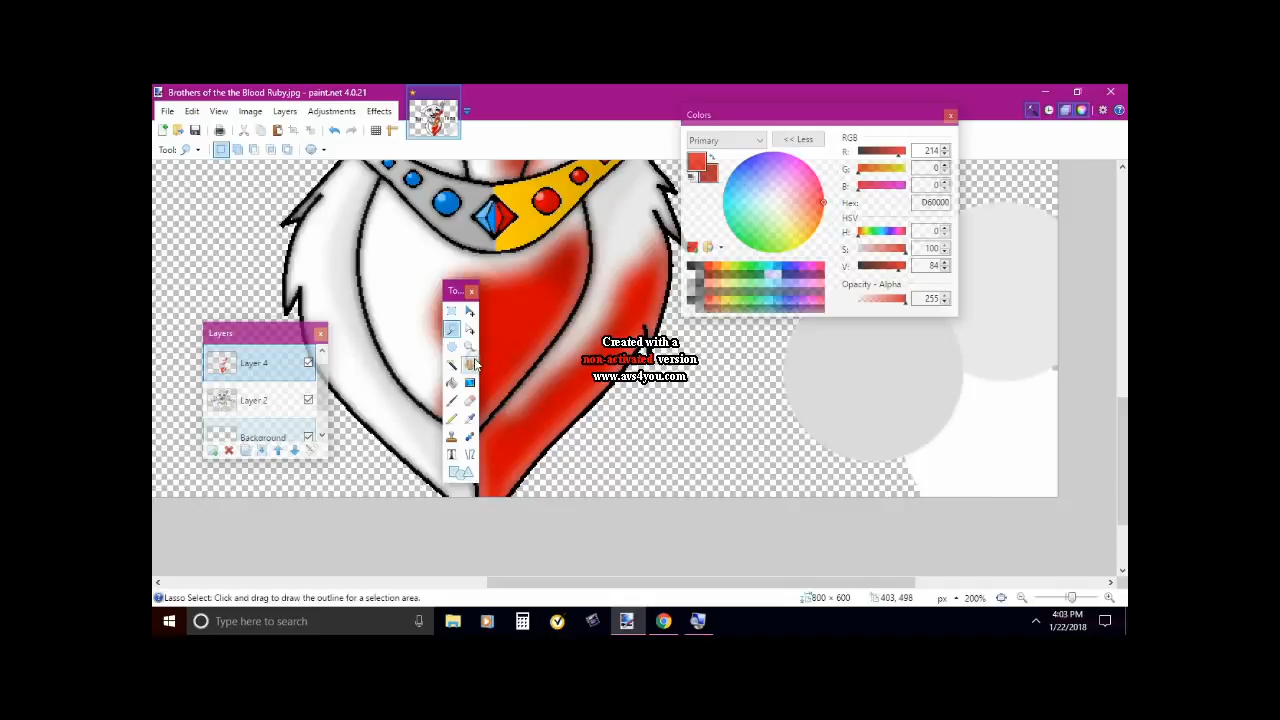 Brothers of the the Blood Ruby.jpg - paint.net 4.0.21
File Edit View Image Layers Adjustments Effects
Tool:
Colors
Primary
<< Less
RGB
R: 214
G: 0
B: 0
Hex: D60000
HSV
H: 0
S: 100
V: 84
Opacity - Alpha
255
To...
Layers
Layer 4
Layer 2
Background
Created with a
non-activated version
www.avs4you.com
Lasso Select: Click and drag to draw the outline for a selection area.
800 × 600 403, 498 px 200%
Type here to search
4:03 PM
1/22/2018